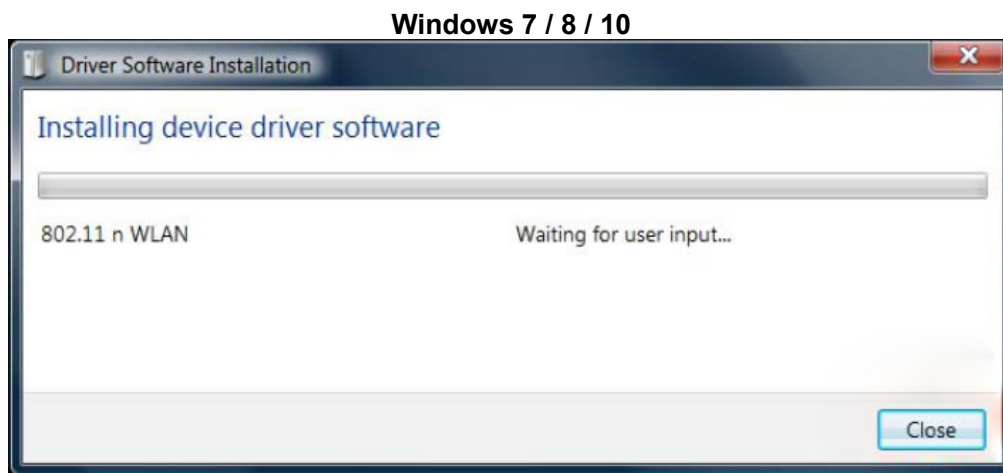 Windows 7 / 8 / 10
Driver Software Installation
Installing device driver software
802.11 n WLAN Waiting for user input...
Close